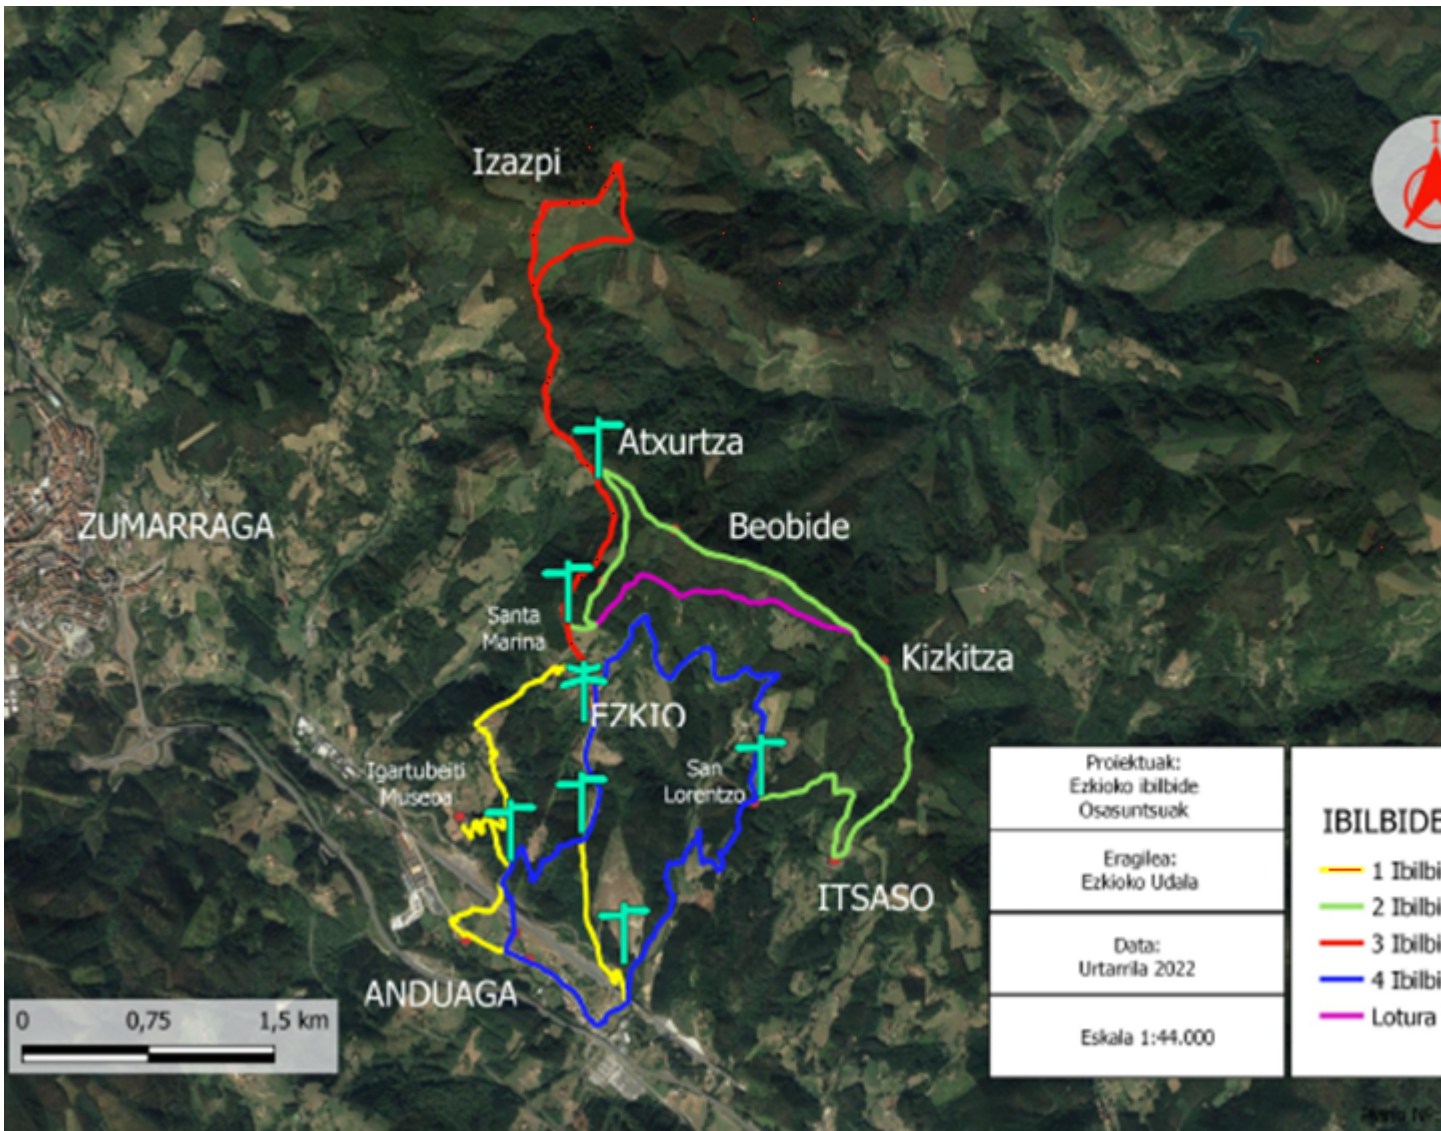 Izazpi
Atxurtza
ZUMARRAGA
Beobide
Santa
Marina
Kizkitza
EZKIO
Igartubeiti
Museoa
San
Lorentzo
ITSASO
ANDUAGA
0 0,75 1,5 km
Proiektuak:
Ezkioko ibilbide
Osasuntsuak
Eragilea:
Ezkioko Udala
Data:
Urtarrila 2022
Eskala 1:44.000
IBILBIDE
1 Ibilbi
2 Ibilbi
3 Ibilbi
4 Ibilbi
Lotura